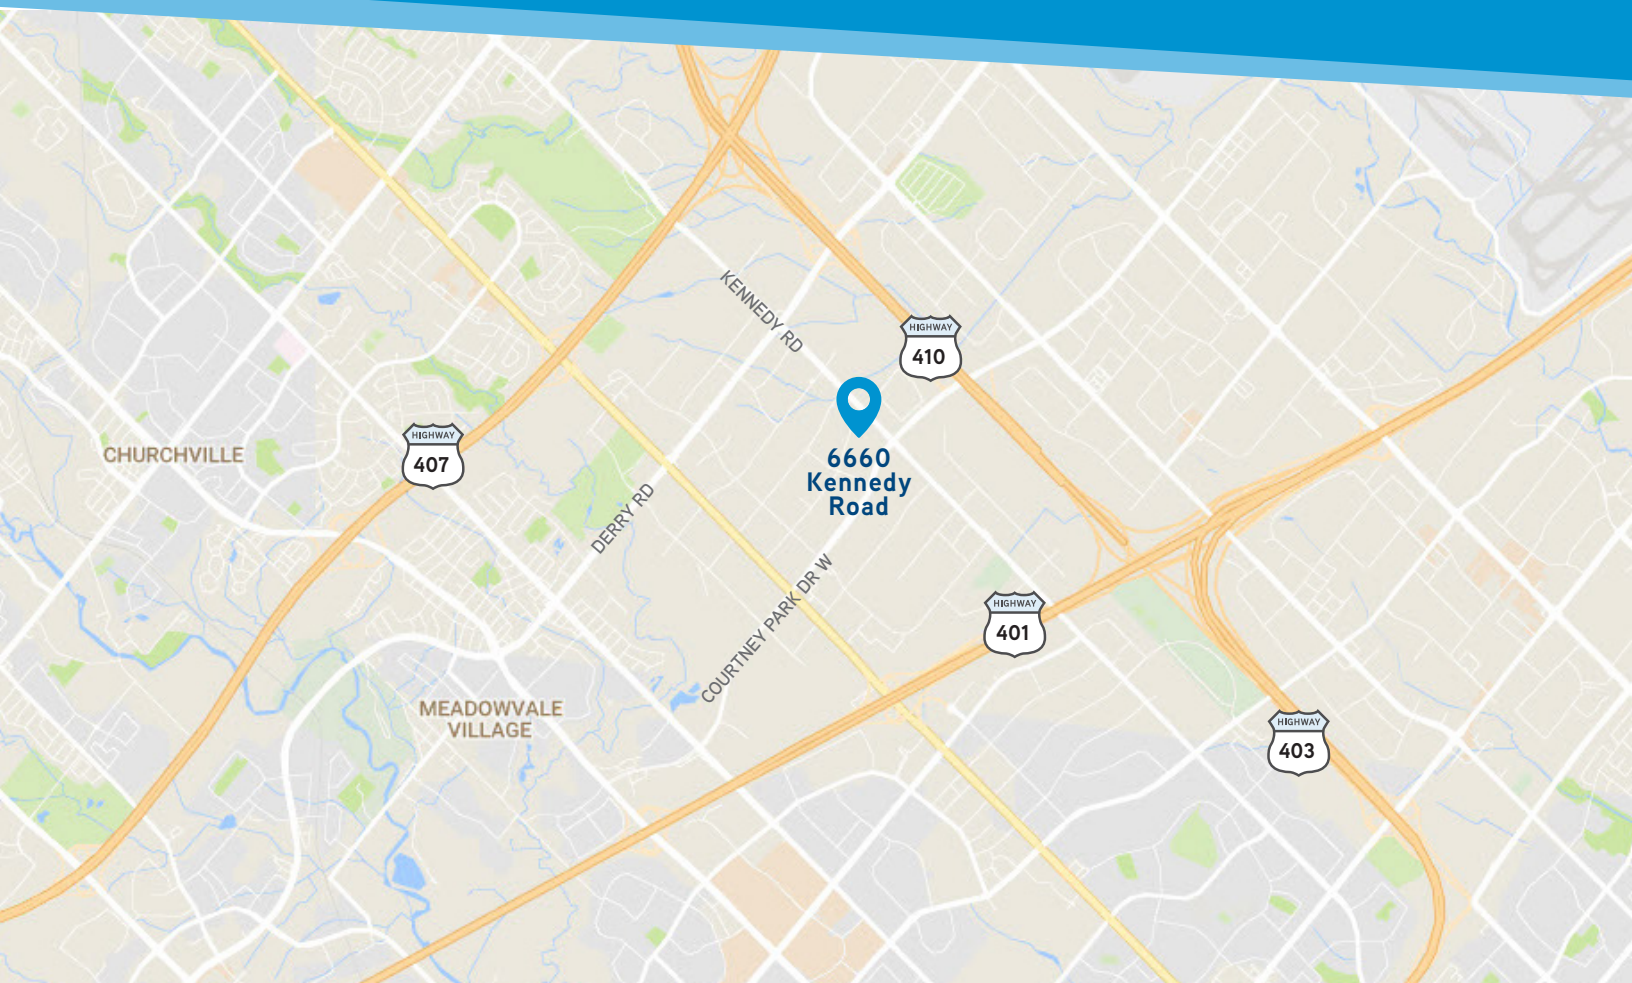 KENNEDY RD
HIGHWAY
410
HIGHWAY
407
CHURCHVILLE
6660
Kennedy
Road
DERRY RD
COURTNEY PARK DR W
HIGHWAY
401
MEADOWVALE
VILLAGE
HIGHWAY
403